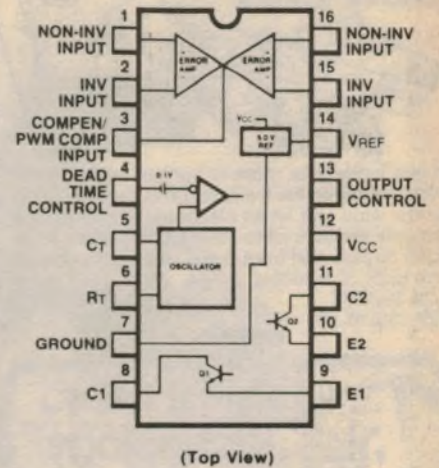 1
NON-INV
INPUT
2
INV
INPUT
3
COMPEN/
PWM COMP
INPUT
4
DEAD
TIME
CONTROL
5
CT
6
RT
7
GROUND
8
C1
16
NON-INV
INPUT
15
INV
INPUT
14
VREF
13
OUTPUT
CONTROL
12
VCC
11
C2
10
E2
9
E1
ERROR
AMP
ERROR
AMP
VCC
5.0 V
REF
0.1V
OSCILLATOR
Q2
Q1
(Top View)